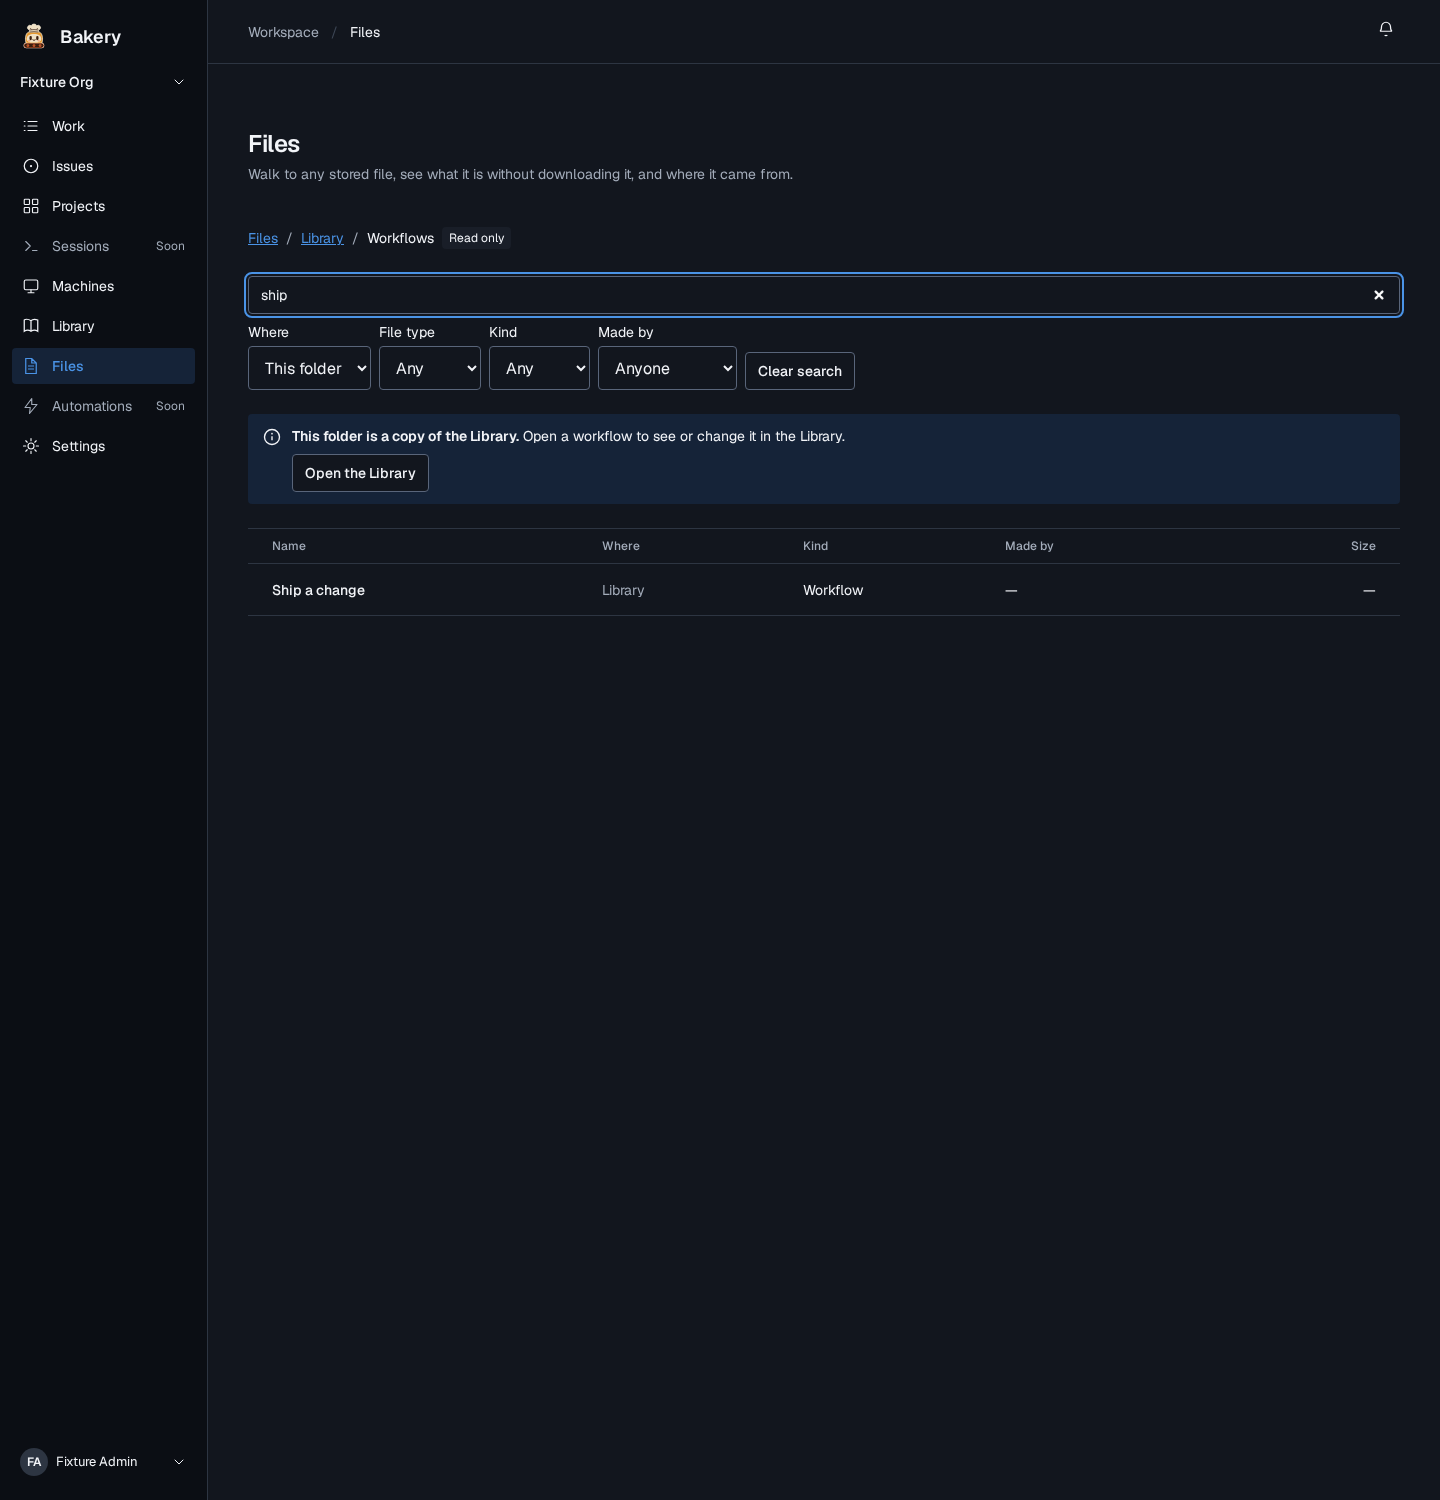 Bakery
Fixture Org
Work
Issues
Projects
Sessions Soon
Machines
Library
Files
Automations Soon
Settings
FA Fixture Admin
Workspace / Files
Files
Walk to any stored file, see what it is without downloading it, and where it came from.
Files / Library / Workflows Read only
ship
Where File type Kind Made by
This folder Any Any Anyone Clear search
This folder is a copy of the Library. Open a workflow to see or change it in the Library.
Open the Library
Name Where Kind Made by Size
Ship a change Library Workflow — —